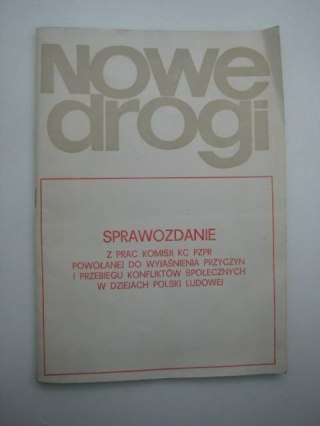 Nowe
drogi
SPRAWOZDANIE
Z PRAC KOMISJI KC PZPR
POWOŁANEJ DO WYJAŚNIENIA PRZYCZYN
I PRZEBIEGU KONFLIKTÓW SPOŁECZNYCH
W DZIEJACH POLSKI LUDOWEJ